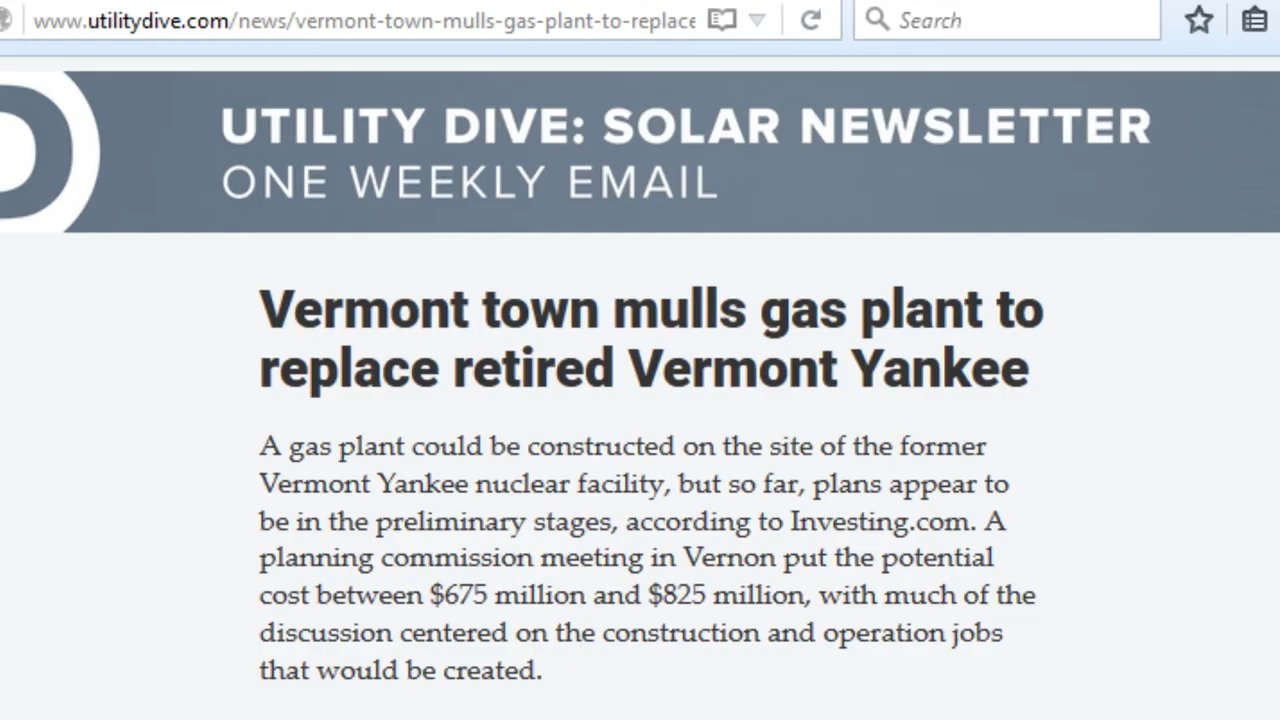 www.utilitydive.com/news/vermont-town-mulls-gas-plant-to-replace
Search
UTILITY DIVE: SOLAR NEWSLETTER
ONE WEEKLY EMAIL
Vermont town mulls gas plant to
replace retired Vermont Yankee
A gas plant could be constructed on the site of the former
Vermont Yankee nuclear facility, but so far, plans appear to
be in the preliminary stages, according to Investing.com. A
planning commission meeting in Vernon put the potential
cost between $675 million and $825 million, with much of the
discussion centered on the construction and operation jobs
that would be created.